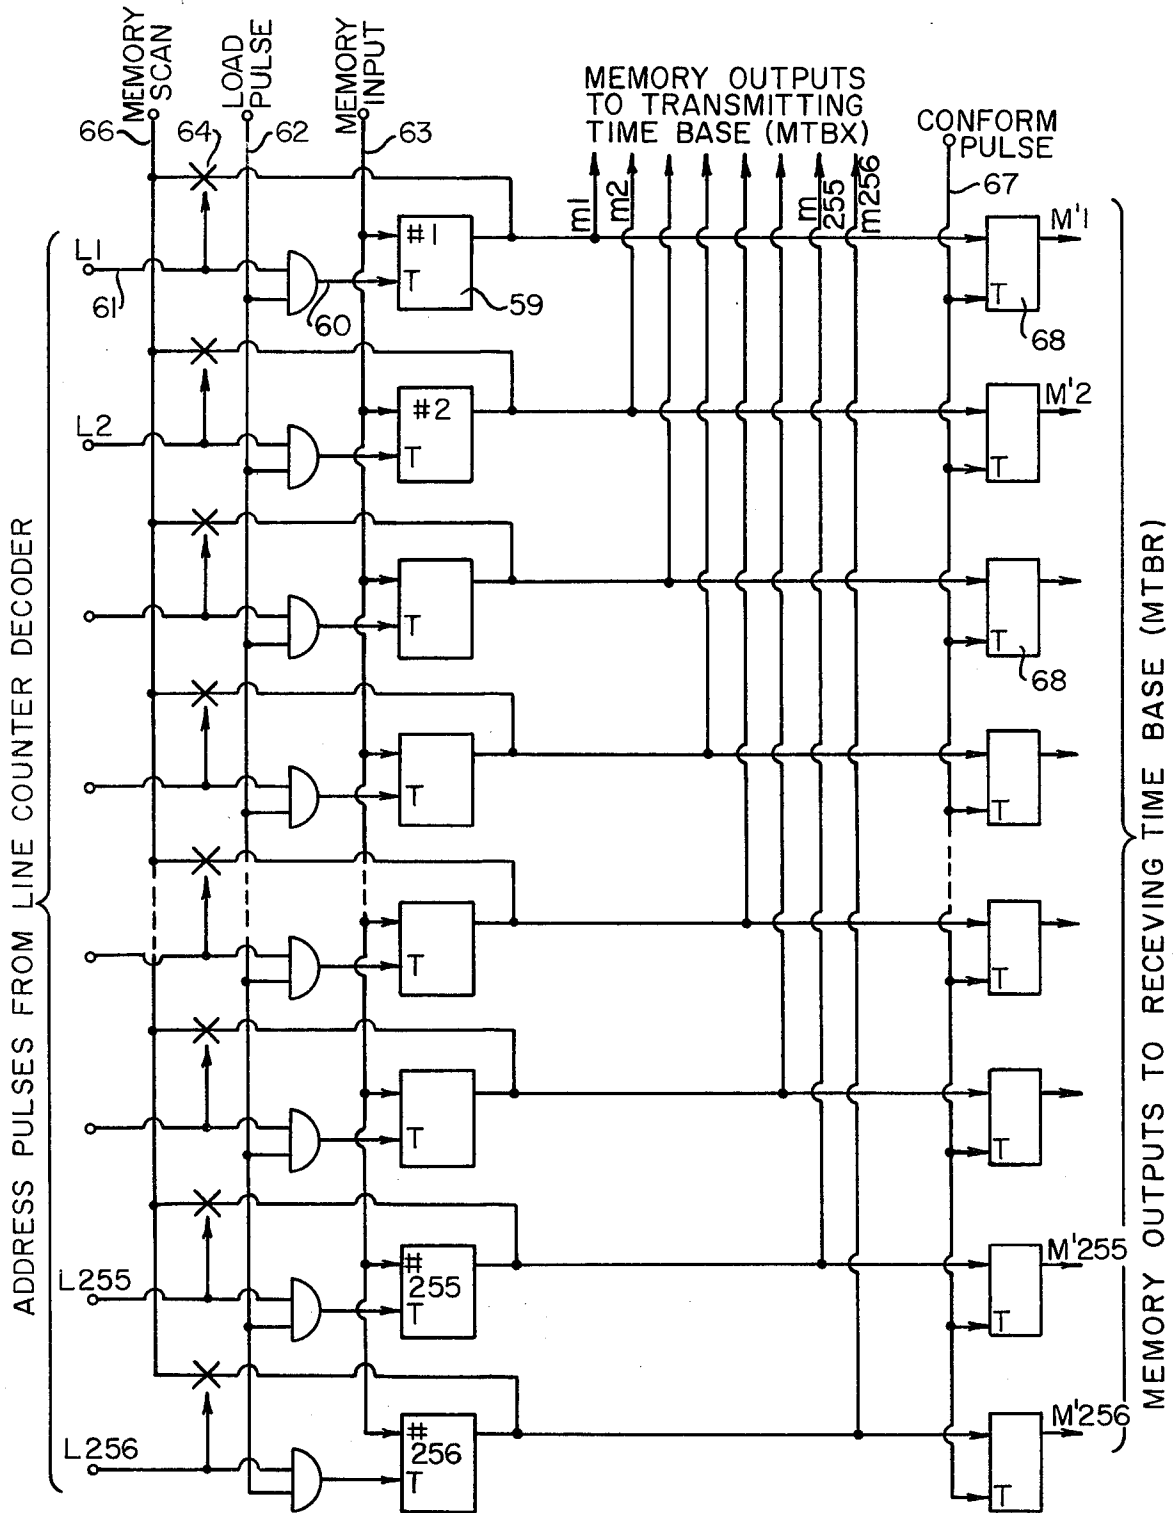 MEMORY
SCAN
LOAD
PULSE
MEMORY
INPUT
MEMORY OUTPUTS
TO TRANSMITTING
TIME BASE (MTBX)
CONFORM
PULSE
66
64
62
63
67
m1
m2
m
255
m256
L1
61
60
#1
T
59
T
68
M'1
L2
#2
T
T
M'2
T
T
68
T
T
T
T
T
T
L255
#
255
T
T
M'255
L256
#
256
T
T
M'256
ADDRESS PULSES FROM LINE COUNTER DECODER
MEMORY OUTPUTS TO RECEVING TIME BASE (MTBR)